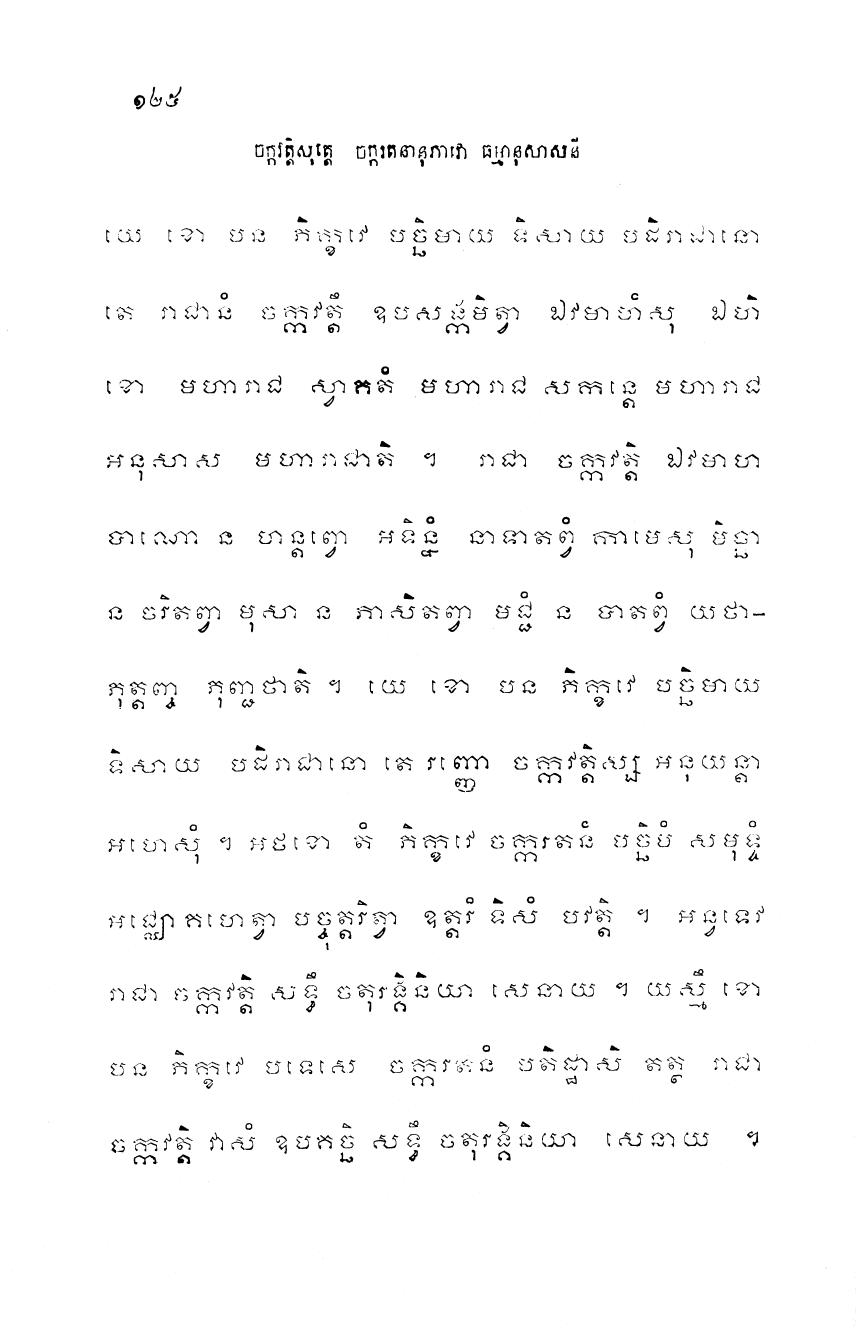 ១២៥
ចក្កវត្តិសុត្តេ ចក្ករតនានុភាវោ ធម្មានុសាសនី
យេ ខោ បន ភិក្ខវេ បច្ឆិមាយ ទិសាយ បដិរាជានោ
តេ រាជានំ ចក្កវត្តឹ ឧបសង្កមិត្វា ឯវមាហំសុ ឯហិ
ខោ មហារាជ ស្វាគតំ មហារាជ សកន្តេ មហារាជ
អនុសាស មហារាជាតិ ។ រាជា ចក្កវត្តិ ឯវមាហ
បាណោ ន ហន្តព្វោ អទិន្នំ នាទាតព្វំ កាមេសុ មិច្ឆា
ន ចរិតព្វា មុសា ន ភាសិតព្វា មជ្ជំ ន បាតព្វំ យថា-
ភុត្តញ្ច ភុញ្ជថាតិ ។ យេ ខោ បន ភិក្ខវេ បច្ឆិមាយ
ទិសាយ បដិរាជានោ តេ រញ្ញោ ចក្កវត្តិស្ស អនុយន្តា
អហេសុំ ។ អថខោ តំ ភិក្ខវេ ចក្ករតនំ បច្ឆិមំ សមុទ្ទំ
អជ្ឈោគហេត្វា បច្ចុត្តរិត្វា ឧត្តរំ ទិសំ បវត្តិ ។ អន្វទេវ
រាជា ចក្កវត្តិ សទ្ធឹ ចតុរង្គិនិយា សេនាយ ។ យស្មឹ ខោ
បន ភិក្ខវេ បទេសេ ចក្ករតនំ បតិដ្ឋាសិ តត្ថ រាជា
ចក្កវត្តិ វាសំ ឧបគច្ឆិ សទ្ធឹ ចតុរង្គិនិយា សេនាយ ។